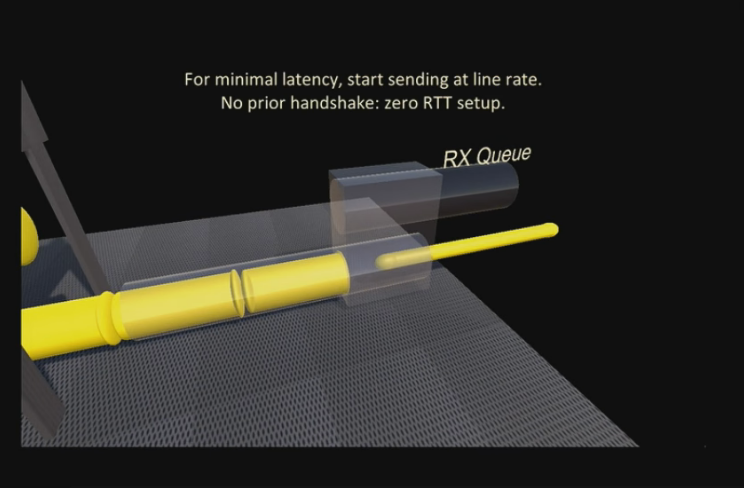 For minimal latency, start sending at line rate.
No prior handshake: zero RTT setup.
RX Queue